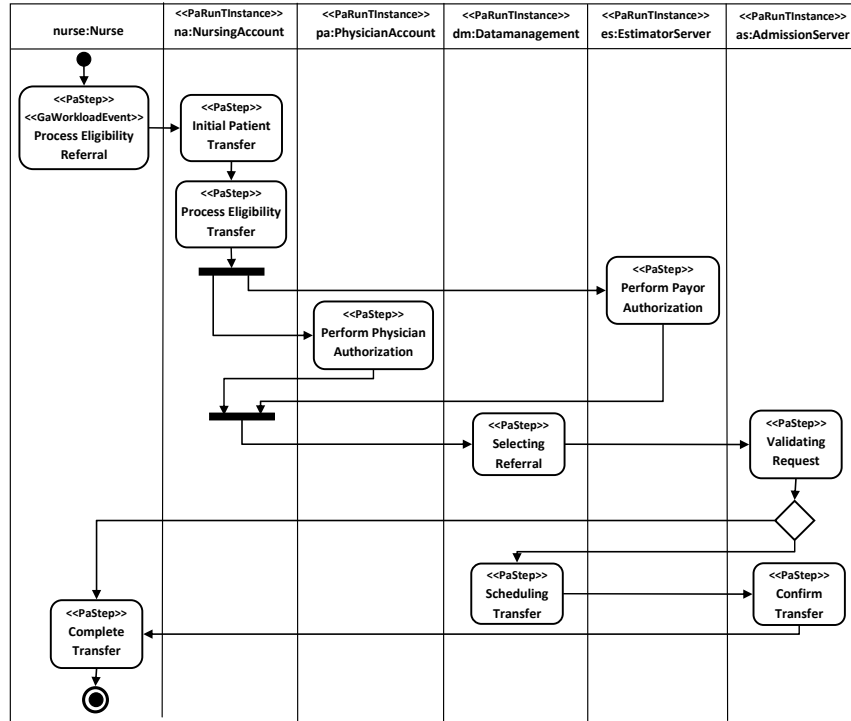 nurse:Nurse
<<PaRunTInstance>>
na:NursingAccount
<<PaRunTInstance>>
pa:PhysicianAccount
<<PaRunTInstance>>
dm:Datamanagement
<<PaRunTInstance>>
es:EstimatorServer
<<PaRunTInstance>>
as:AdmissionServer
<<PaStep>>
<<GaWorkloadEvent>>
Process Eligibility
Referral
<<PaStep>>
Initial Patient
Transfer
<<PaStep>>
Process Eligibility
Transfer
<<PaStep>>
Perform Payor
Authorization
<<PaStep>>
Perform Physician
Authorization
<<PaStep>>
Selecting
Referral
<<PaStep>>
Validating
Request
<<PaStep>>
Scheduling
Transfer
<<PaStep>>
Confirm
Transfer
<<PaStep>>
Complete
Transfer